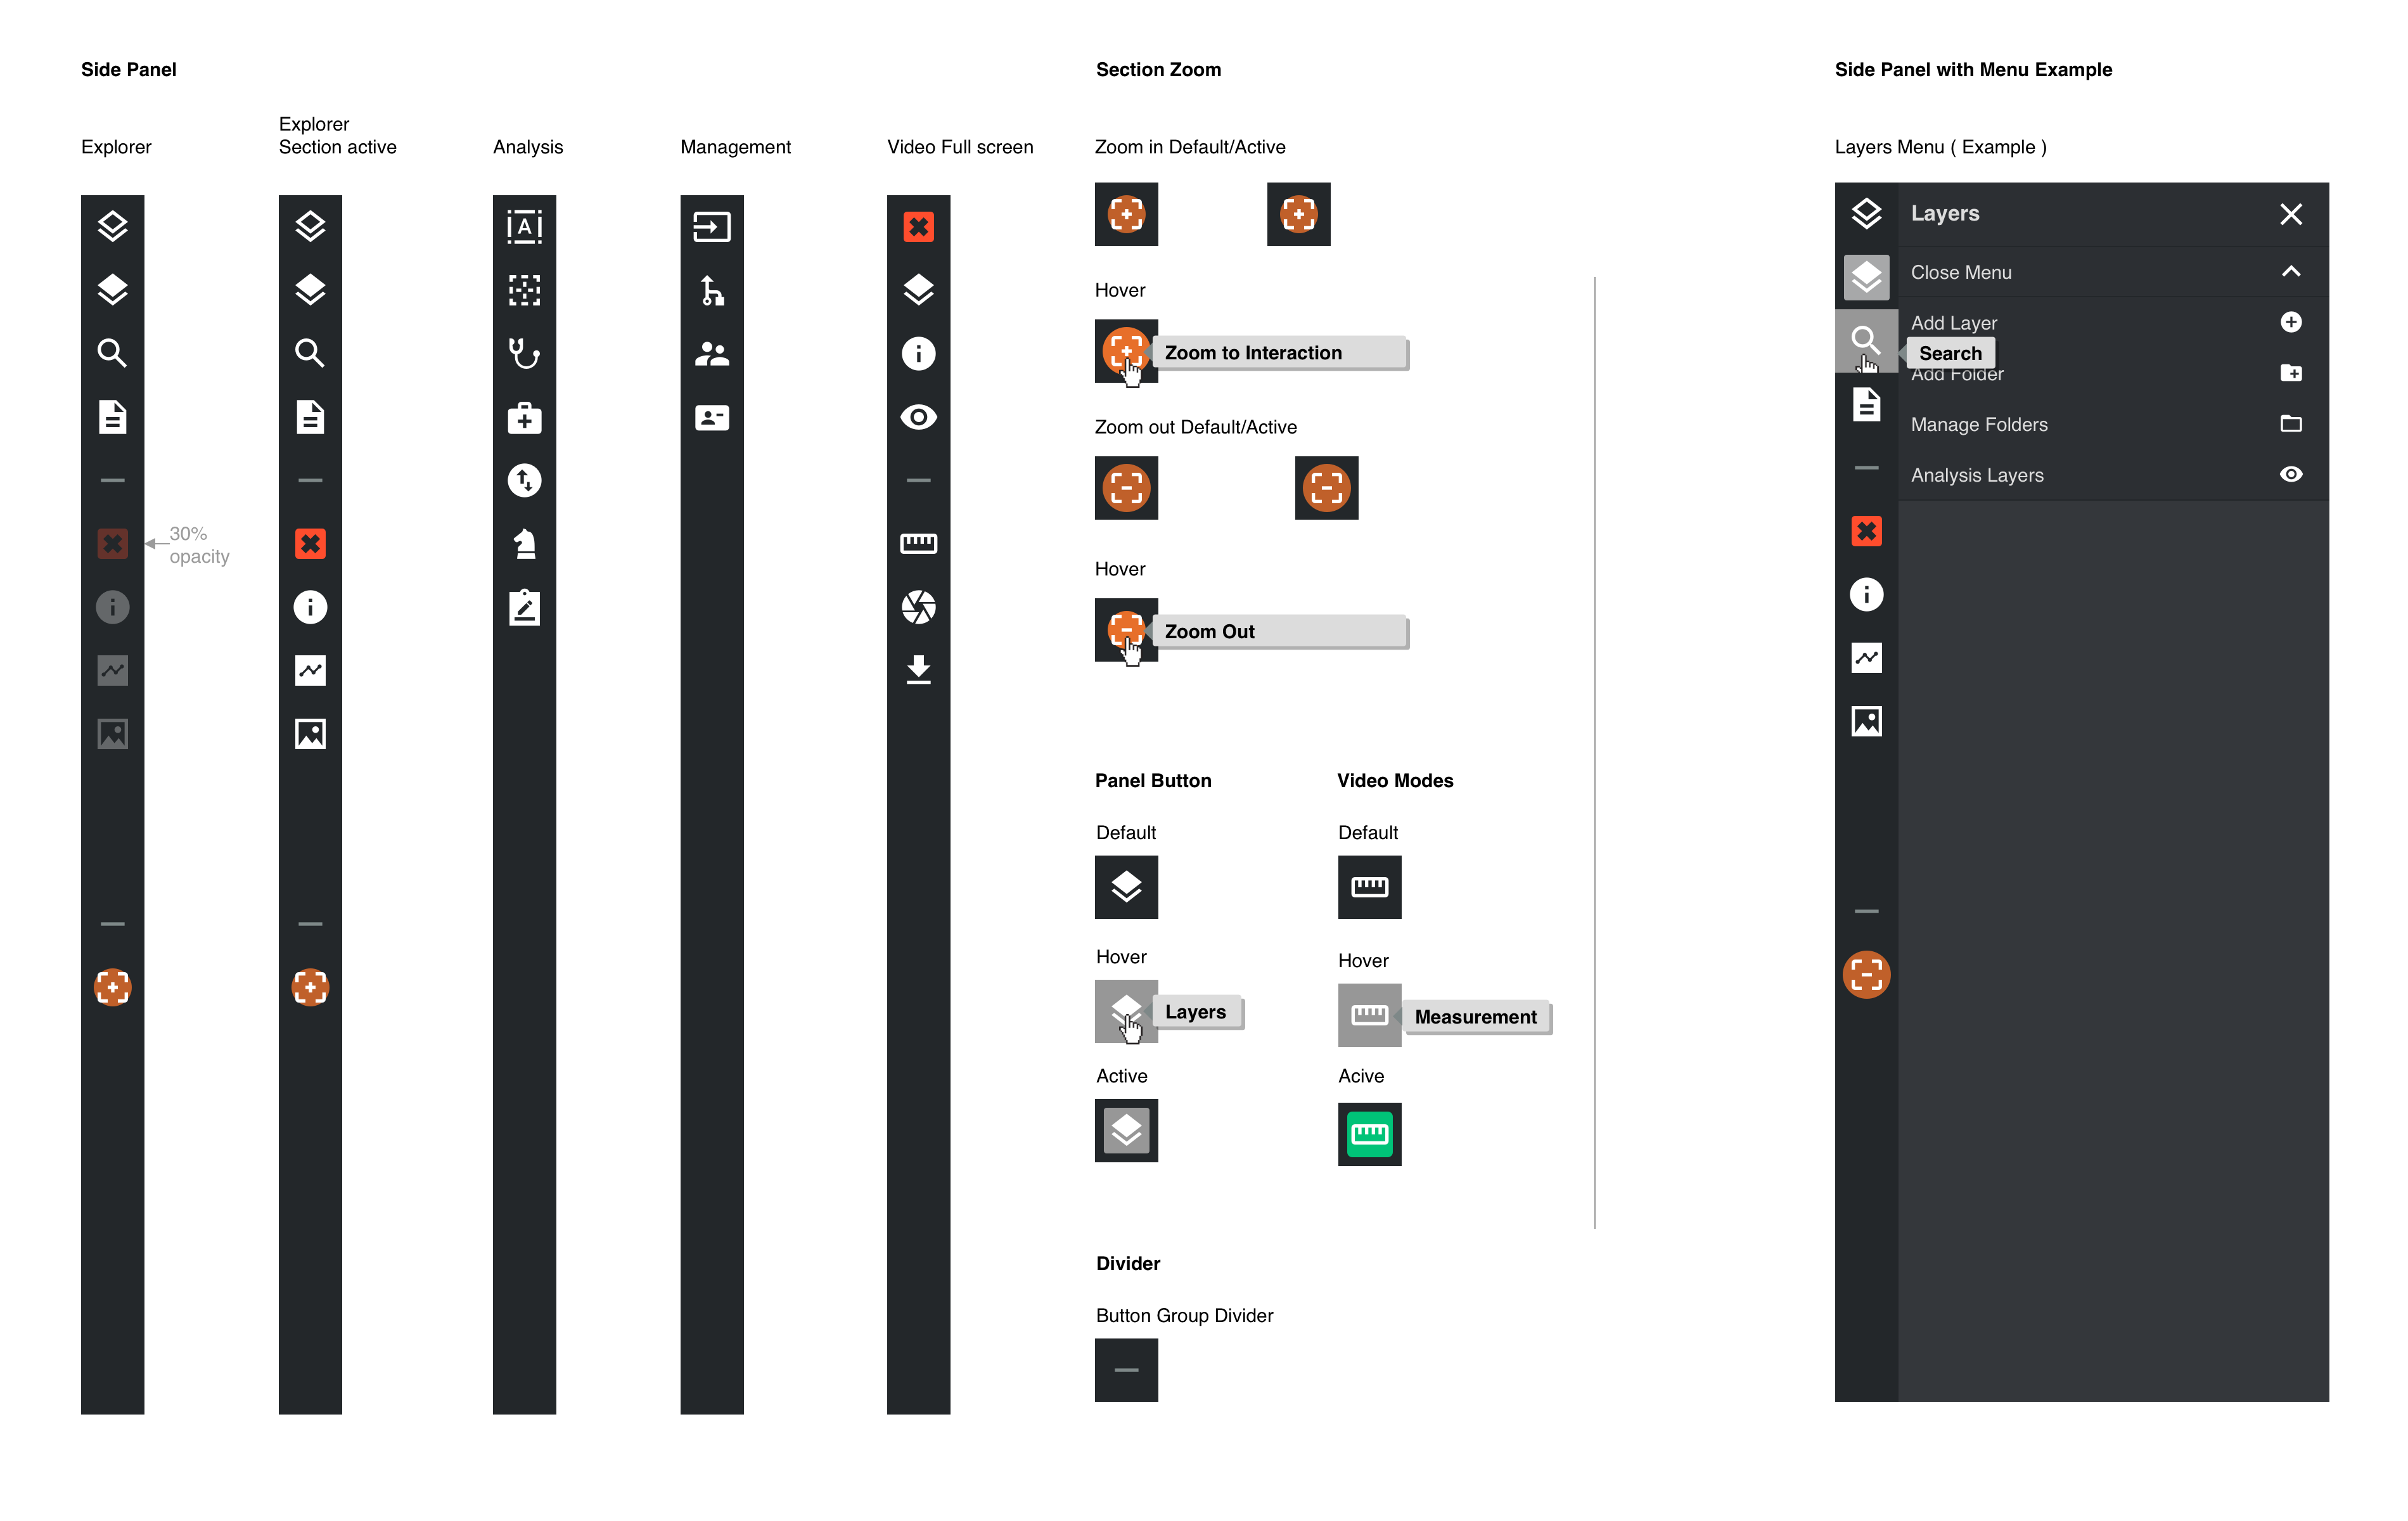 Side Panel
Explorer
Explorer
Section active
Analysis
Management
Video Full screen
30%
opacity
A
Section Zoom
Zoom in Default/Active
Hover
Zoom to Interaction
Zoom out Default/Active
Hover
Zoom Out
Panel Button
Default
Hover
Layers
Active
Video Modes
Default
Hover
Measurement
Acive
Divider
Button Group Divider
Side Panel with Menu Example
Layers Menu ( Example )
Layers
Close Menu
Add Layer
Search
Add Folder
Manage Folders
Analysis Layers